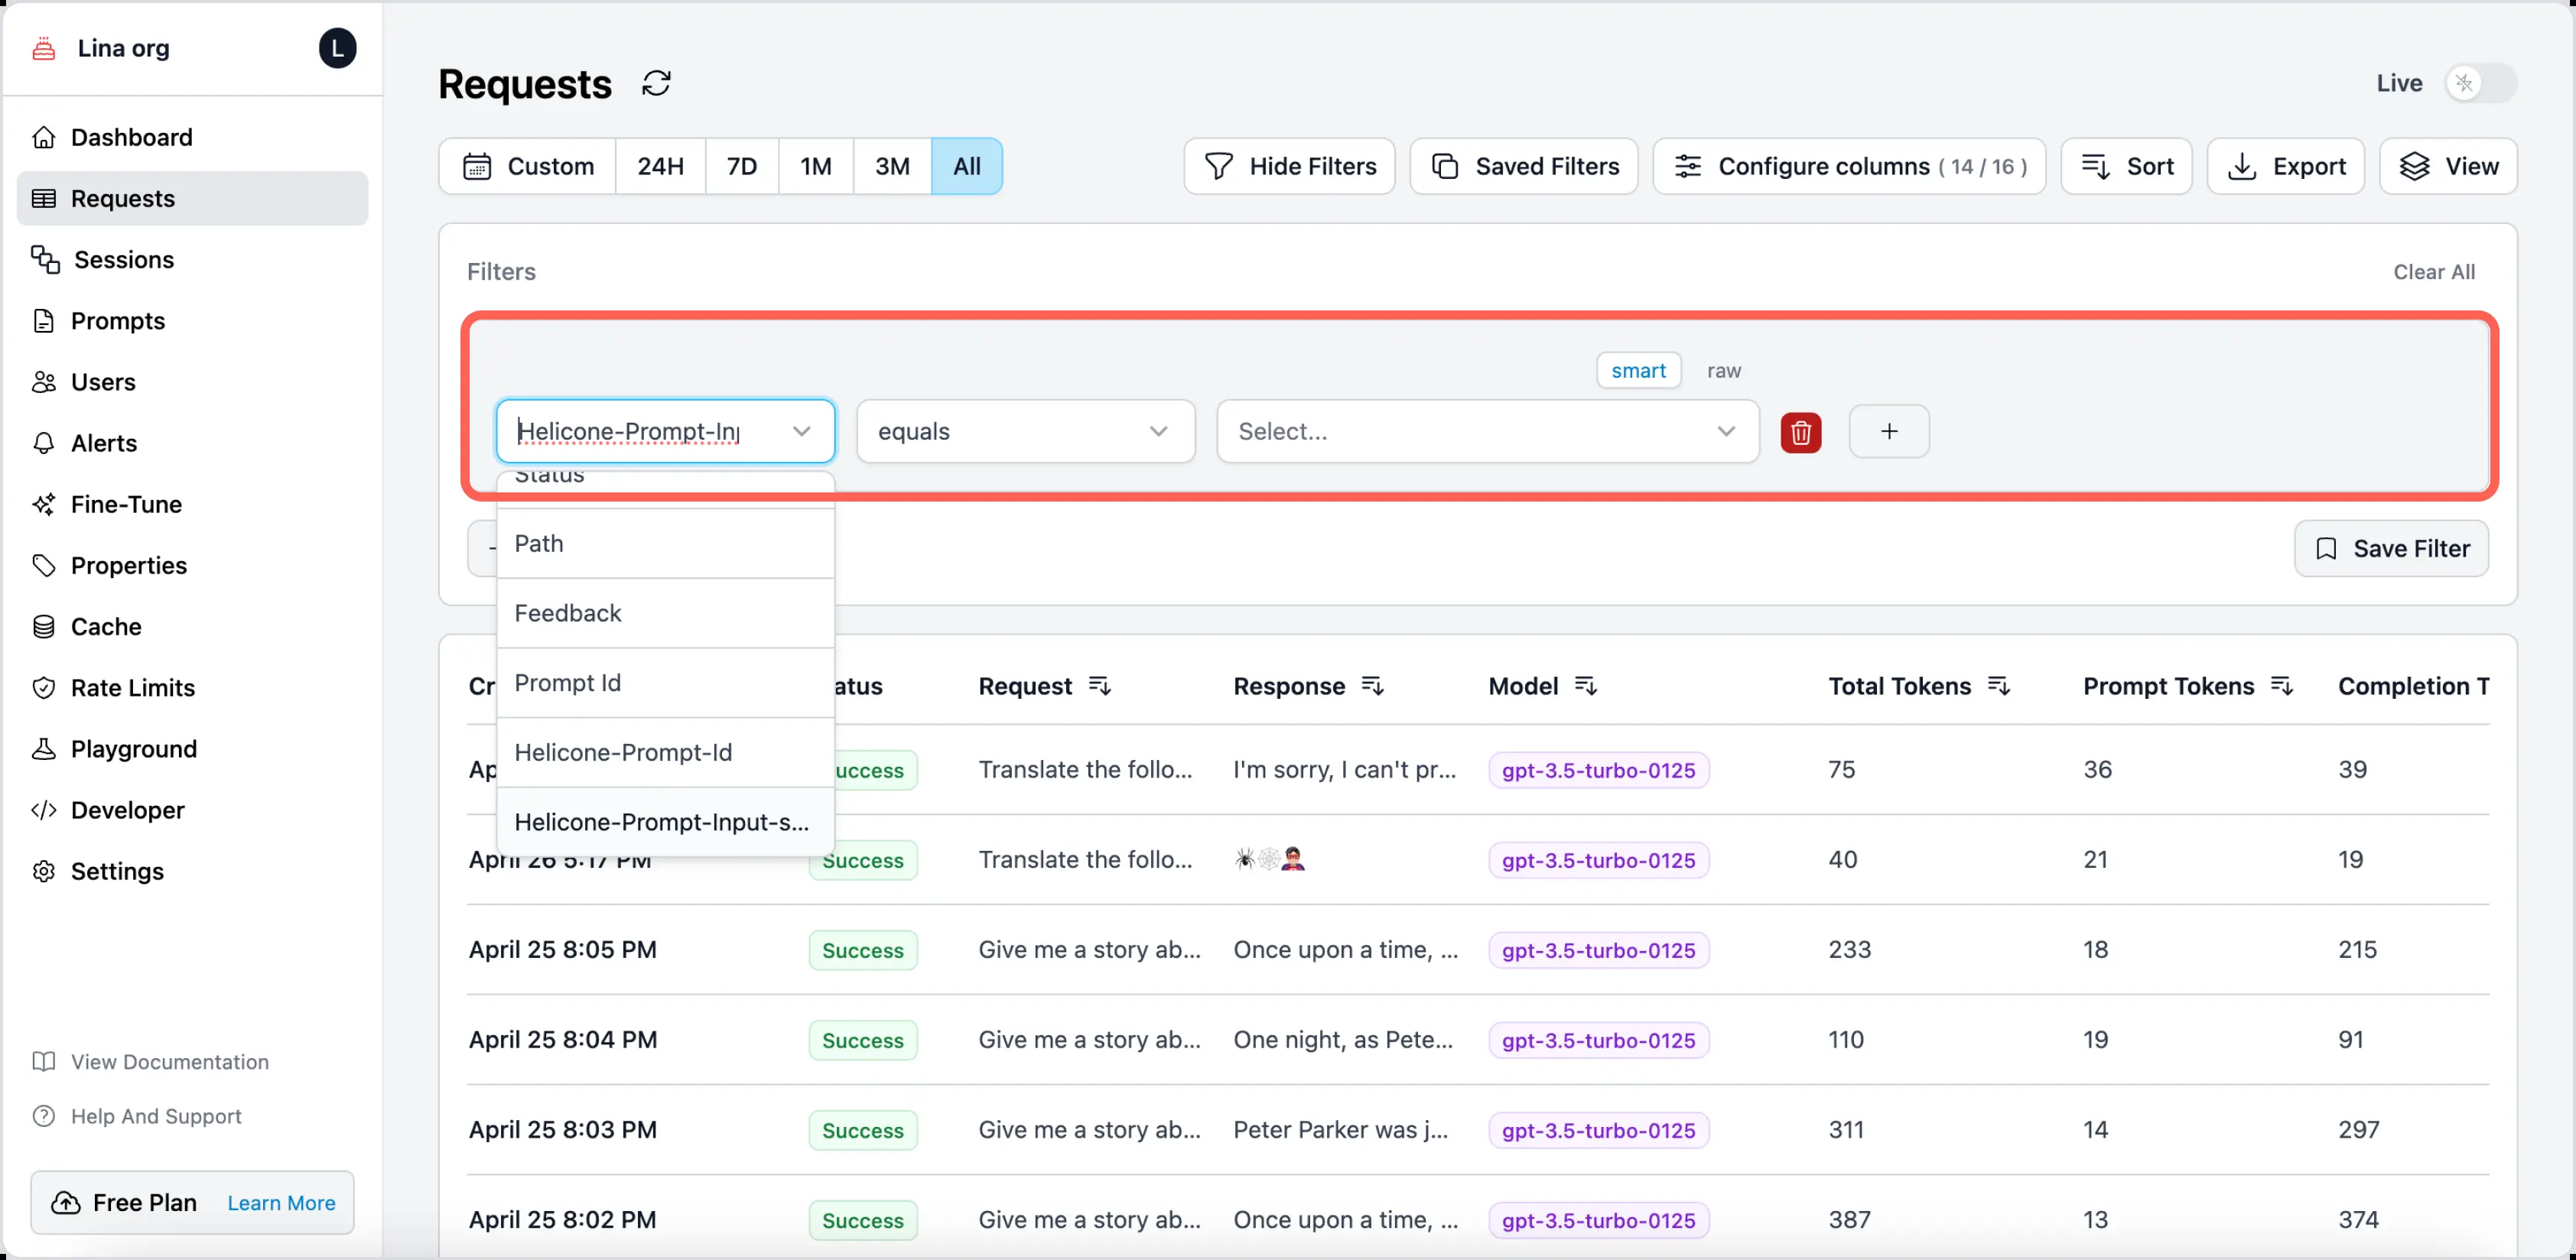 Lina org
L
Dashboard
Requests
Sessions
Prompts
Users
Alerts
Fine-Tune
Properties
Cache
Rate Limits
Playground
Developer
Settings
View Documentation
Help And Support
Free Plan Learn More
Requests
Live
Custom 24H 7D 1M 3M All
Hide Filters Saved Filters Configure columns ( 14 / 16 ) Sort Export View
Filters Clear All
smart raw
Helicone-Prompt-In equals Select... +
Status
Path
Feedback
Prompt Id
Helicone-Prompt-Id
Helicone-Prompt-Input-s...
Save Filter
Cr atus Request Response Model Total Tokens Prompt Tokens Completion T
Ap uccess Translate the follo... I'm sorry, I can't pr... gpt-3.5-turbo-0125 75 36 39
April 26 5:17 PM Success Translate the follo... 🕷️🕸️🦸🏻‍♂️ gpt-3.5-turbo-0125 40 21 19
April 25 8:05 PM Success Give me a story ab... Once upon a time, ... gpt-3.5-turbo-0125 233 18 215
April 25 8:04 PM Success Give me a story ab... One night, as Pete... gpt-3.5-turbo-0125 110 19 91
April 25 8:03 PM Success Give me a story ab... Peter Parker was j... gpt-3.5-turbo-0125 311 14 297
April 25 8:02 PM Success Give me a story ab... Once upon a time, ... gpt-3.5-turbo-0125 387 13 374